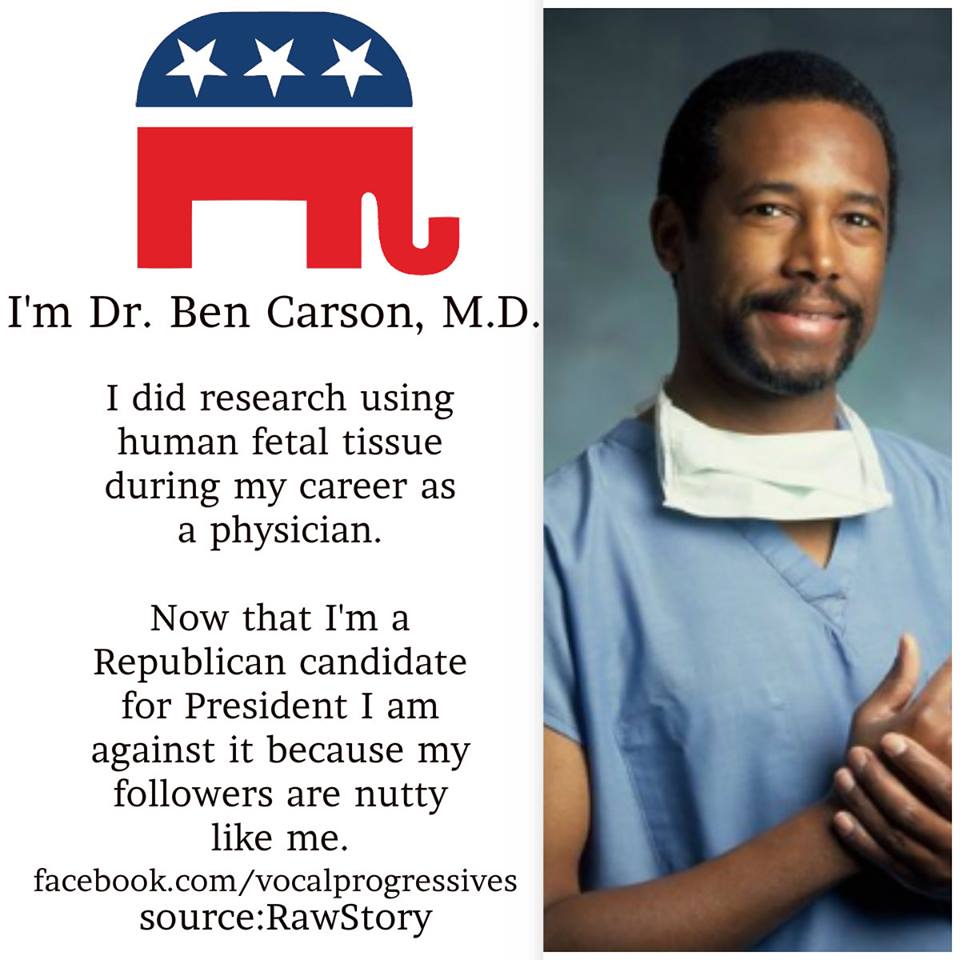 I'm Dr. Ben Carson, M.D.
I did research using
human fetal tissue
during my career as
a physician.
Now that I'm a
Republican candidate
for President I am
against it because my
followers are nutty
like me.
facebook.com/vocalprogressives
source:RawStory